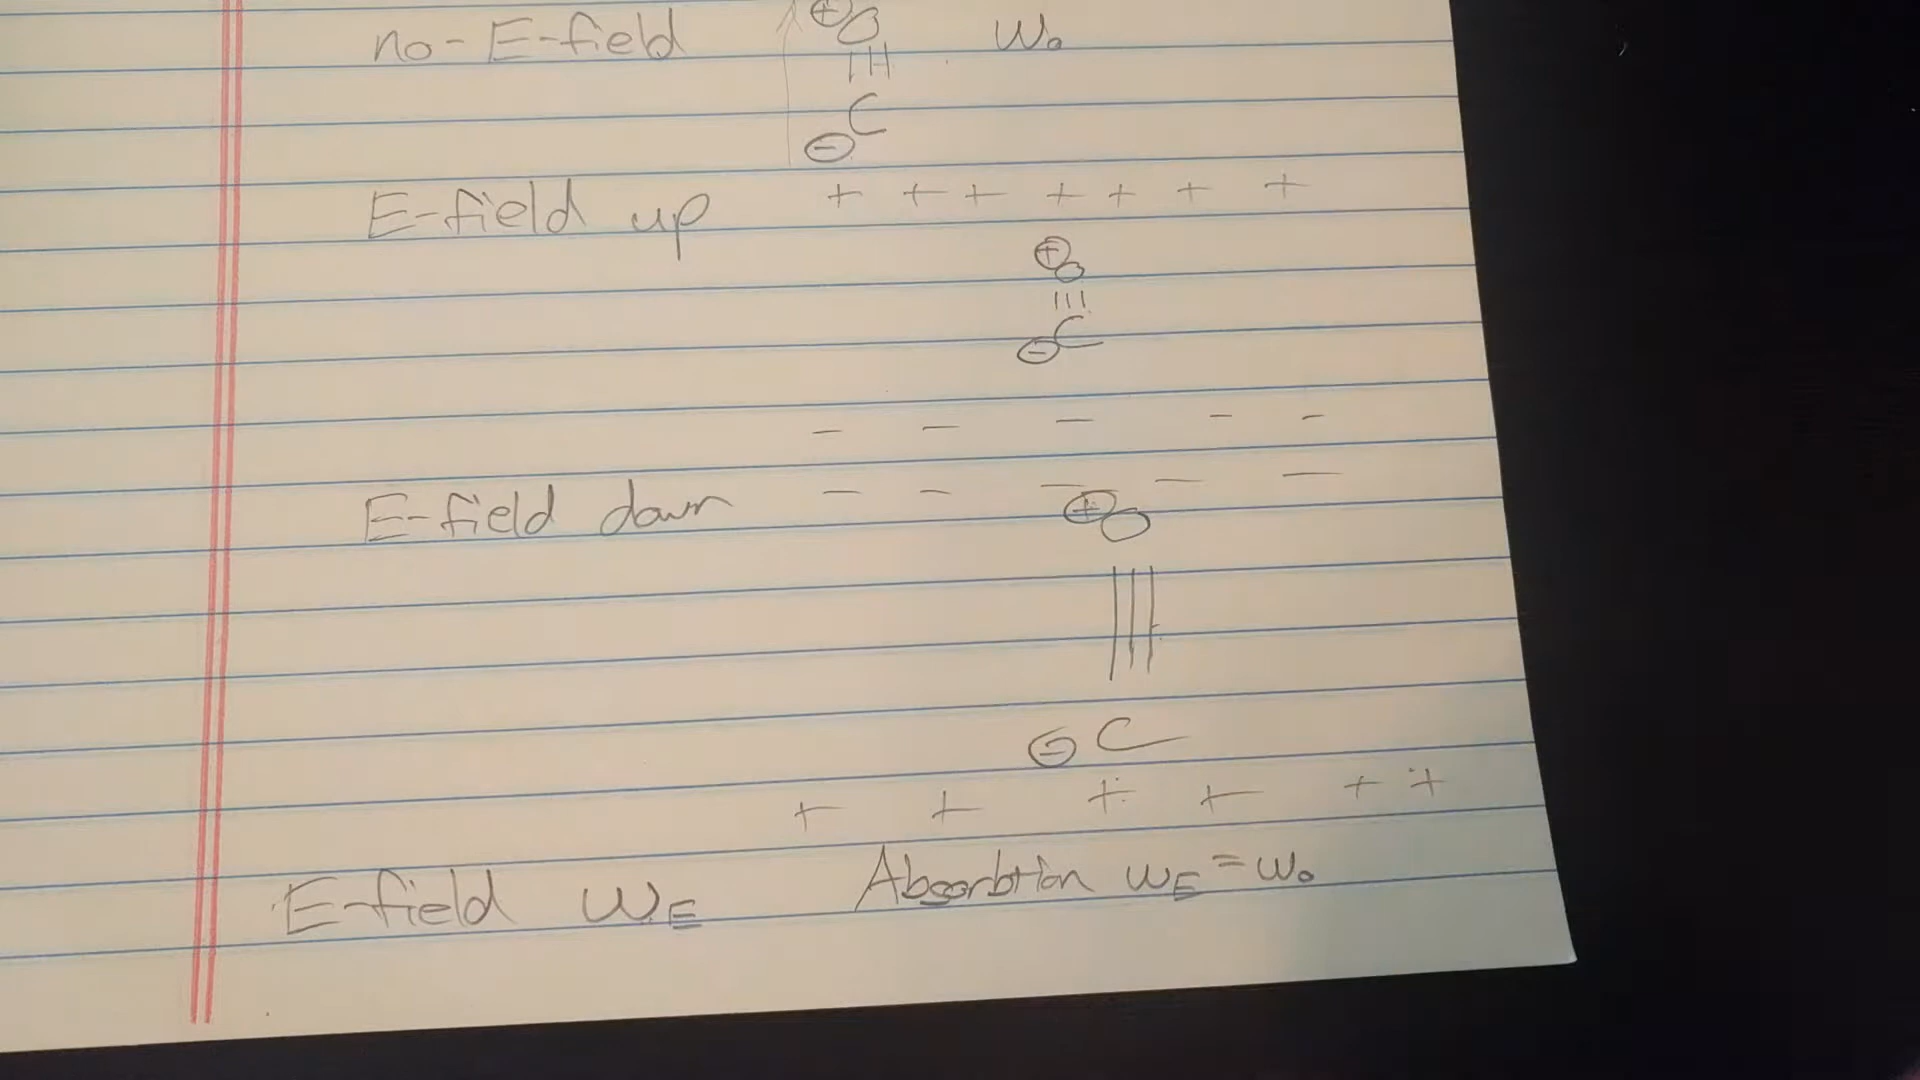 no-E-field ⊕O ω₀
|||
⊖C
E-field up + + + + + + +
⊕O
|||
⊖C
- - - - -
E-field down - - - - -
⊕O
|||
⊖C
+ + + + + +
E-field ω_E Absorbtion ω_E = ω₀